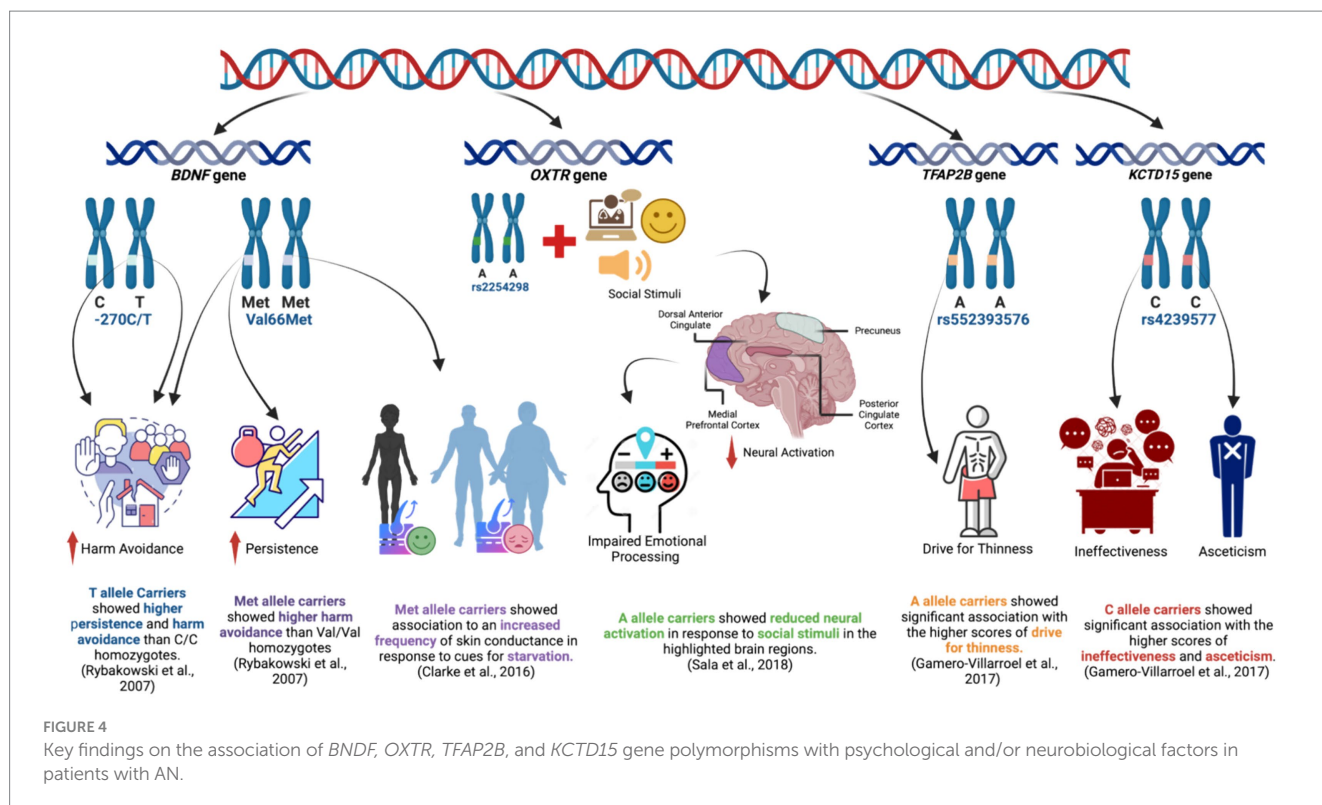 BDNF gene
OXTR gene
TFAP2B gene
KCTD15 gene
C T
-270C/T
Met Met
Val66Met
A A
rs2254298
Social Stimuli
Dorsal Anterior
Cingulate
Precuneus
Medial
Prefrontal Cortex
Posterior
Cingulate
Cortex
Neural Activation
A A
rs552393576
C C
rs4239577
Harm Avoidance
Persistence
Impaired Emotional
Processing
Drive for Thinness
Ineffectiveness
Asceticism
T allele Carriers
showed higher
persistence and harm
avoidance than C/C
homozygotes.
(Rybakowski et al.,
2007)
Met allele carriers
showed higher harm
avoidance than Val/Val
homozygotes
(Rybakowski et al.,
2007)
Met allele carriers showed
association to an increased
frequency of skin conductance in
response to cues for starvation.
(Clarke et al., 2016)
A allele carriers showed reduced neural
activation in response to social stimuli in the
highlighted brain regions.
(Sala et al., 2018)
A allele carriers showed
significant association with
the higher scores of drive
for thinness.
(Gamero-Villarroel et al.,
2017)
C allele carriers showed
significant association with the
higher scores of
ineffectiveness and asceticism.
(Gamero-Villarroel et al., 2017)
FIGURE 4
Key findings on the association of BNDF, OXTR, TFAP2B, and KCTD15 gene polymorphisms with psychological and/or neurobiological factors in
patients with AN.